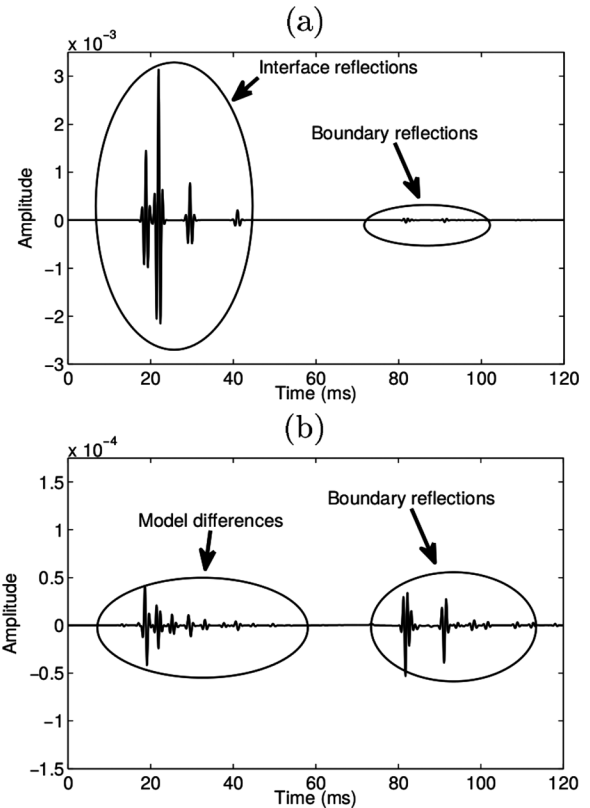 (a)
x 10⁻³
Interface reflections
Boundary reflections
Amplitude
3
2
1
0
−1
−2
−3
0 20 40 60 80 100 120
Time (ms)
(b)
x 10⁻⁴
Model differences
Boundary reflections
Amplitude
1.5
1
0.5
0
−0.5
−1
−1.5
0 20 40 60 80 100 120
Time (ms)